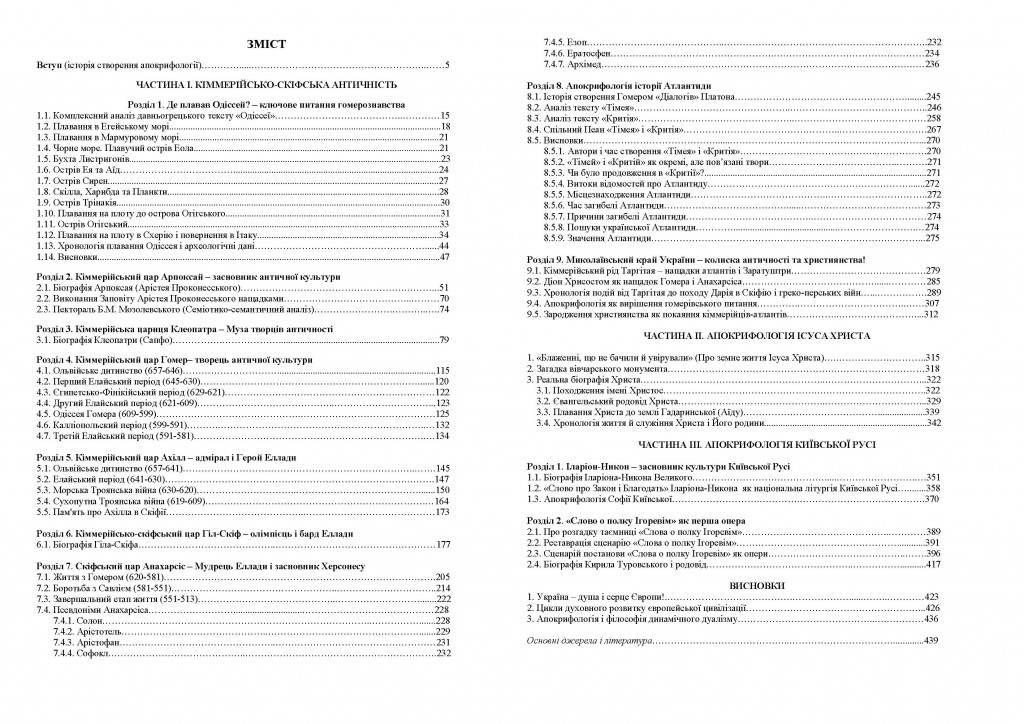 ЗМІСТ
Вступ (історія створення апокрифології)…………………………………………………5
ЧАСТИНА І. КІММЕРІЙСЬКО-СКІФСЬКА АНТИЧНІСТЬ
Розділ 1. Де плавав Одіссей? – ключове питання гомерознавства
1.1. Комплексний аналіз давньогрецького тексту «Одіссеї»…………………………………15
1.2. Плавання в Егейському морі...................................................18
1.3. Плавання в Мармуровому морі...................................................21
1.4. Чорне море. Плавучий острів Еола...................................................21
1.5. Бухта Листригонів...................................................23
1.6. Острів Ея та Аїд…………………………………………………24
1.7. Острів Сирен...................................................27
1,8. Скілла, Харибда та Планкти...................................................28
1.9. Острів Трінакія...................................................30
1.10. Плавання на плоту до острова Огігського...................................................31
1.11. Острів Огігський...................................................33
1.12. Плавання на плоту в Схерію і повернення в Ітаку...................................................34
1.13. Хронологія плавання Одіссея і археологічні дані…………………………………44
1.14. Висновки...................................................47
Розділ 2. Кіммерійський цар Арпоксай – засновник античної культури
2.1. Біографія Арпоксая (Арістея Проконесського)…………………………………51
2.2. Виконання Заповіту Арістея Проконесського нащадками…………………………………70
2.3. Пектораль Б.М. Мозолевського (Семіотико-семантичний аналіз)…………………………………74
Розділ 3. Кіммерійська цариця Клеопатра – Муза творців античності
3.1. Біографія Клеопатри (Сапфо)…………………………………………………79
Розділ 4. Кіммерійський цар Гомер– творець античної культури
4.1. Ольвійське дитинство (657-646)…………………………………115
4.2. Перший Елайський період (645-630)…………………………………120
4.3. Єгипетсько-Фінікійський період (629-621)…………………………………122
4.4. Другий Елайський період (621-609)…………………………………123
4.5. Одіссея Гомера (609-599)…………………………………125
4.6. Калліопольский період (599-591)…………………………………132
4.7. Третій Елайський період (591-581)…………………………………134
Розділ 5. Кіммерійський цар Ахілл – адмірал і Герой Еллади
5.1. Ольвійське дитинство (657-641)…………………………………145
5.2. Елайський період (641-630)…………………………………147
5.3. Морська Троянська війна (630-620)…………………………………150
5.4. Сухопутна Троянська війна (619-609)…………………………………164
5.5. Пам'ять про Ахілла в Скіфії…………………………………173
Розділ 6. Кіммерійсько-скіфський цар Гіл-Скіф – олімпієць і бард Еллади
6.1. Біографія Гіла-Скіфа…………………………………177
Розділ 7. Скіфський цар Анахарсіс – Мудрець Еллади і засновник Херсонесу
7.1. Життя з Гомером (620-581)…………………………………205
7.2. Боротьба з Савлієм (581-551)…………………………………214
7.3. Завершальний етап життя (551-513)…………………………………222
7.4. Псевдоніми Анахарсіса…………………………………228
7.4.1. Солон…………………………………228
7.4.2. Арістотель…………………………………229
7.4.3. Арістофан…………………………………231
7.4.4. Софокл…………………………………232
7.4.5. Езоп…………………………………232
7.4.6. Ератосфен…………………………………234
7.4.7. Архімед…………………………………236
Розділ 8. Апокрифологія історії Атлантиди
8.1. Історія створення Гомером «Діалогів» Платона…………………………………245
8.2. Аналіз тексту «Тімея»…………………………………246
8.3. Аналіз тексту «Критія»…………………………………258
8.4. Спільний Пеан «Тімея» і «Критія»…………………………………267
8.5. Висновки…………………………………270
8.5.1. Автори і час створення «Тімея» і «Критія»…………………………………270
8.5.2. «Тімей» і «Критій» як окремі, але пов’язані твори…………………………………271
8.5.3. Чи було продовження в «Критії»?…………………………………271
8.5.4. Витоки відомостей про Атлантиду…………………………………272
8.5.5. Місцезнаходження Атлантиди…………………………………272
8.5.6. Час загибелі Атлантиди…………………………………273
8.5.7. Причини загибелі Атлантиди…………………………………274
8.5.8. Пошуки української Атлантиди…………………………………274
8.5.9. Значення Атлантиди…………………………………275
Розділ 9. Миколаївський край України – колиска античності та християнства!
9.1. Кіммерійський рід Таргітая – нащадки атлантів і Заратуштри…………………………………279
9.2. Діон Хрисостом як нащадок Гомера і Анахарсіса…………………………………285
9.3. Хронологія подій від Таргітая до походу Дарія в Скіфію і греко-перських війн…………289
9.4. Апокрифологія як вирішення гомерівського питання…………………………………307
9.5. Зародження християнства як покаяння кіммерійців-атлантів…………………………………312
ЧАСТИНА ІІ. АПОКРИФОЛОГІЯ ІСУСА ХРИСТА
1. «Блаженні, що не бачили й увірували» (Про земне життя Ісуса Христа)…………………………315
2. Загадка вівчарського монумента…………………………………318
3. Реальна біографія Христа…………………………………322
3.1. Походження імені Христос…………………………………322
3.2. Євангельський родовід Христа…………………………………329
3.3. Плавання Христа до землі Гадаринської (Аїду)…………………………………339
3.4. Хронологія життя й служіння Христа і Його родини...................................................342
ЧАСТИНА ІІІ. АПОКРИФОЛОГІЯ КИЇВСЬКОЇ РУСІ
Розділ 1. Іларіон-Никон – засновник культури Київської Русі
1.1. Біографія Іларіона-Никона Великого…………………………………351
1.2. «Слово про Закон і Благодать» Іларіона-Никона як національна літургія Київської Русі……358
1.3. Апокрифологія Софії Київської…………………………………370
Розділ 2. «Слово о полку Ігоревім» як перша опера
2.1. Про розгадку таємниці «Слова о полку Ігоревім»…………………………………389
2.2. Реставрація сценарію «Слова о полку Ігоревім»…………………………………391
2.3. Сценарій постанови «Слова о полку Ігоревім» як опери…………………………………396
2.4. Біографія Кирила Туровського і родовід…………………………………417
ВИСНОВКИ
1. Україна – душа і серце Європи!…………………………………423
2. Цикли духовного розвитку європейської цивілізації…………………………………426
3. Апокрифологія і філософія динамічного дуалізму…………………………………436
Основні джерела і література…………………………………439